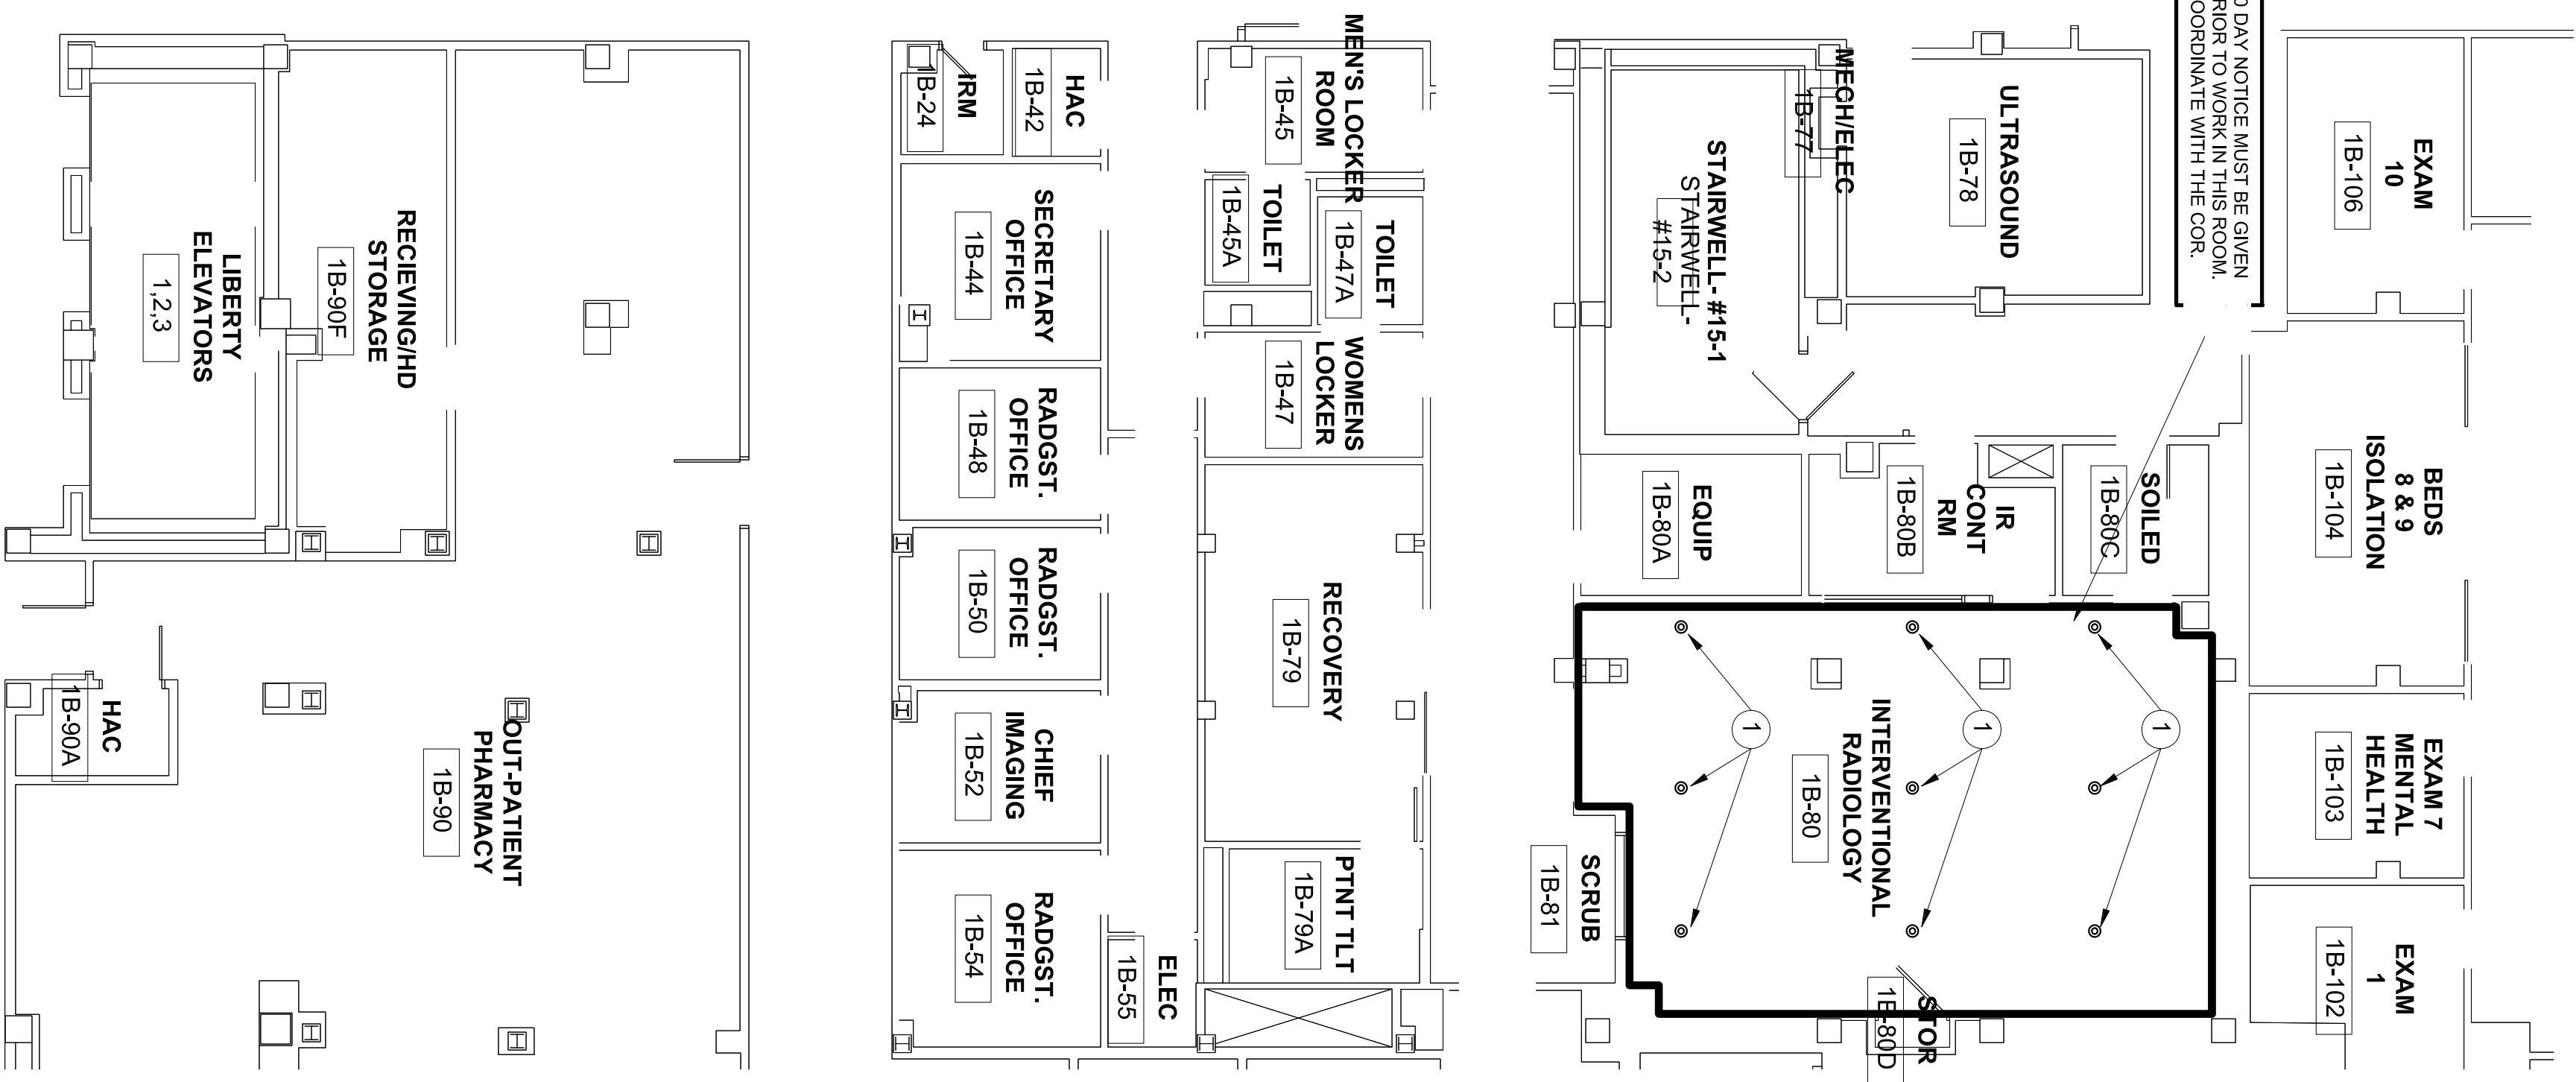 0 DAY NOTICE MUST BE GIVEN
RIOR TO WORK IN THIS ROOM.
OORDINATE WITH THE COR.
EXAM
10
1B-106
BEDS
8 & 9
ISOLATION
1B-104
EXAM 7
MENTAL
HEALTH
1B-103
EXAM
1
1B-102
ULTRASOUND
1B-78
MECH/ELEC
1B-77
STAIRWELL- #15-1
STAIRWELL-
#15-2
SOILED
1B-80C
IR
CONT
RM
1B-80B
EQUIP
1B-80A
1
1
1
INTERVENTIONAL
RADIOLOGY
1B-80
STOR
1B-80D
SCRUB
1B-81
MEN'S LOCKER
ROOM
1B-45
TOILET
1B-47A
TOILET
1B-45A
WOMENS
LOCKER
1B-47
RECOVERY
1B-79
PTNT TLT
1B-79A
ELEC
1B-55
HAC
1B-42
IRM
1B-24
SECRETARY
OFFICE
1B-44
RADGST.
OFFICE
1B-48
RADGST.
OFFICE
1B-50
CHIEF
IMAGING
1B-52
RADGST.
OFFICE
1B-54
RECIEVING/HD
STORAGE
1B-90F
LIBERTY
ELEVATORS
1,2,3
OUT-PATIENT
PHARMACY
1B-90
HAC
1B-90A